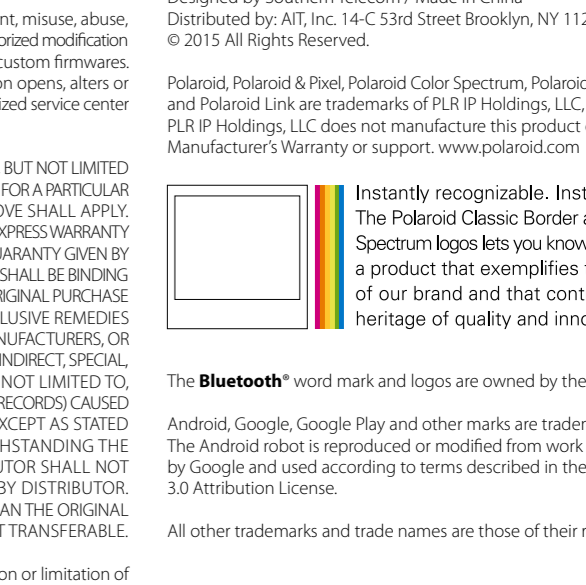 nt, misuse, abuse,
orized modification
custom firmwares.
on opens, alters or
ized service center
BUT NOT LIMITED
FOR A PARTICULAR
OVE SHALL APPLY.
XPRESS WARRANTY
UARANTY GIVEN BY
SHALL BE BINDING
RIGINAL PURCHASE
LUSIVE REMEDIES
NUFACTURERS, OR
INDIRECT, SPECIAL,
NOT LIMITED TO,
RECORDS) CAUSED
XCEPT AS STATED
HSTANDING THE
UTOR SHALL NOT
BY DISTRIBUTOR.
AN THE ORIGINAL
T TRANSFERABLE.
on or limitation of
Designed by Southern Telecom / Made in China
Distributed by: AIT, Inc. 14-C 53rd Street Brooklyn, NY 112
© 2015 All Rights Reserved.
Polaroid, Polaroid & Pixel, Polaroid Color Spectrum, Polaroid
and Polaroid Link are trademarks of PLR IP Holdings, LLC,
PLR IP Holdings, LLC does not manufacture this product
Manufacturer's Warranty or support. www.polaroid.com
Instantly recognizable. Inst
The Polaroid Classic Border a
Spectrum logos lets you know
a product that exemplifies t
of our brand and that cont
heritage of quality and inno
The Bluetooth® word mark and logos are owned by the
Android, Google, Google Play and other marks are trader
The Android robot is reproduced or modified from work
by Google and used according to terms described in the
3.0 Attribution License.
All other trademarks and trade names are those of their r